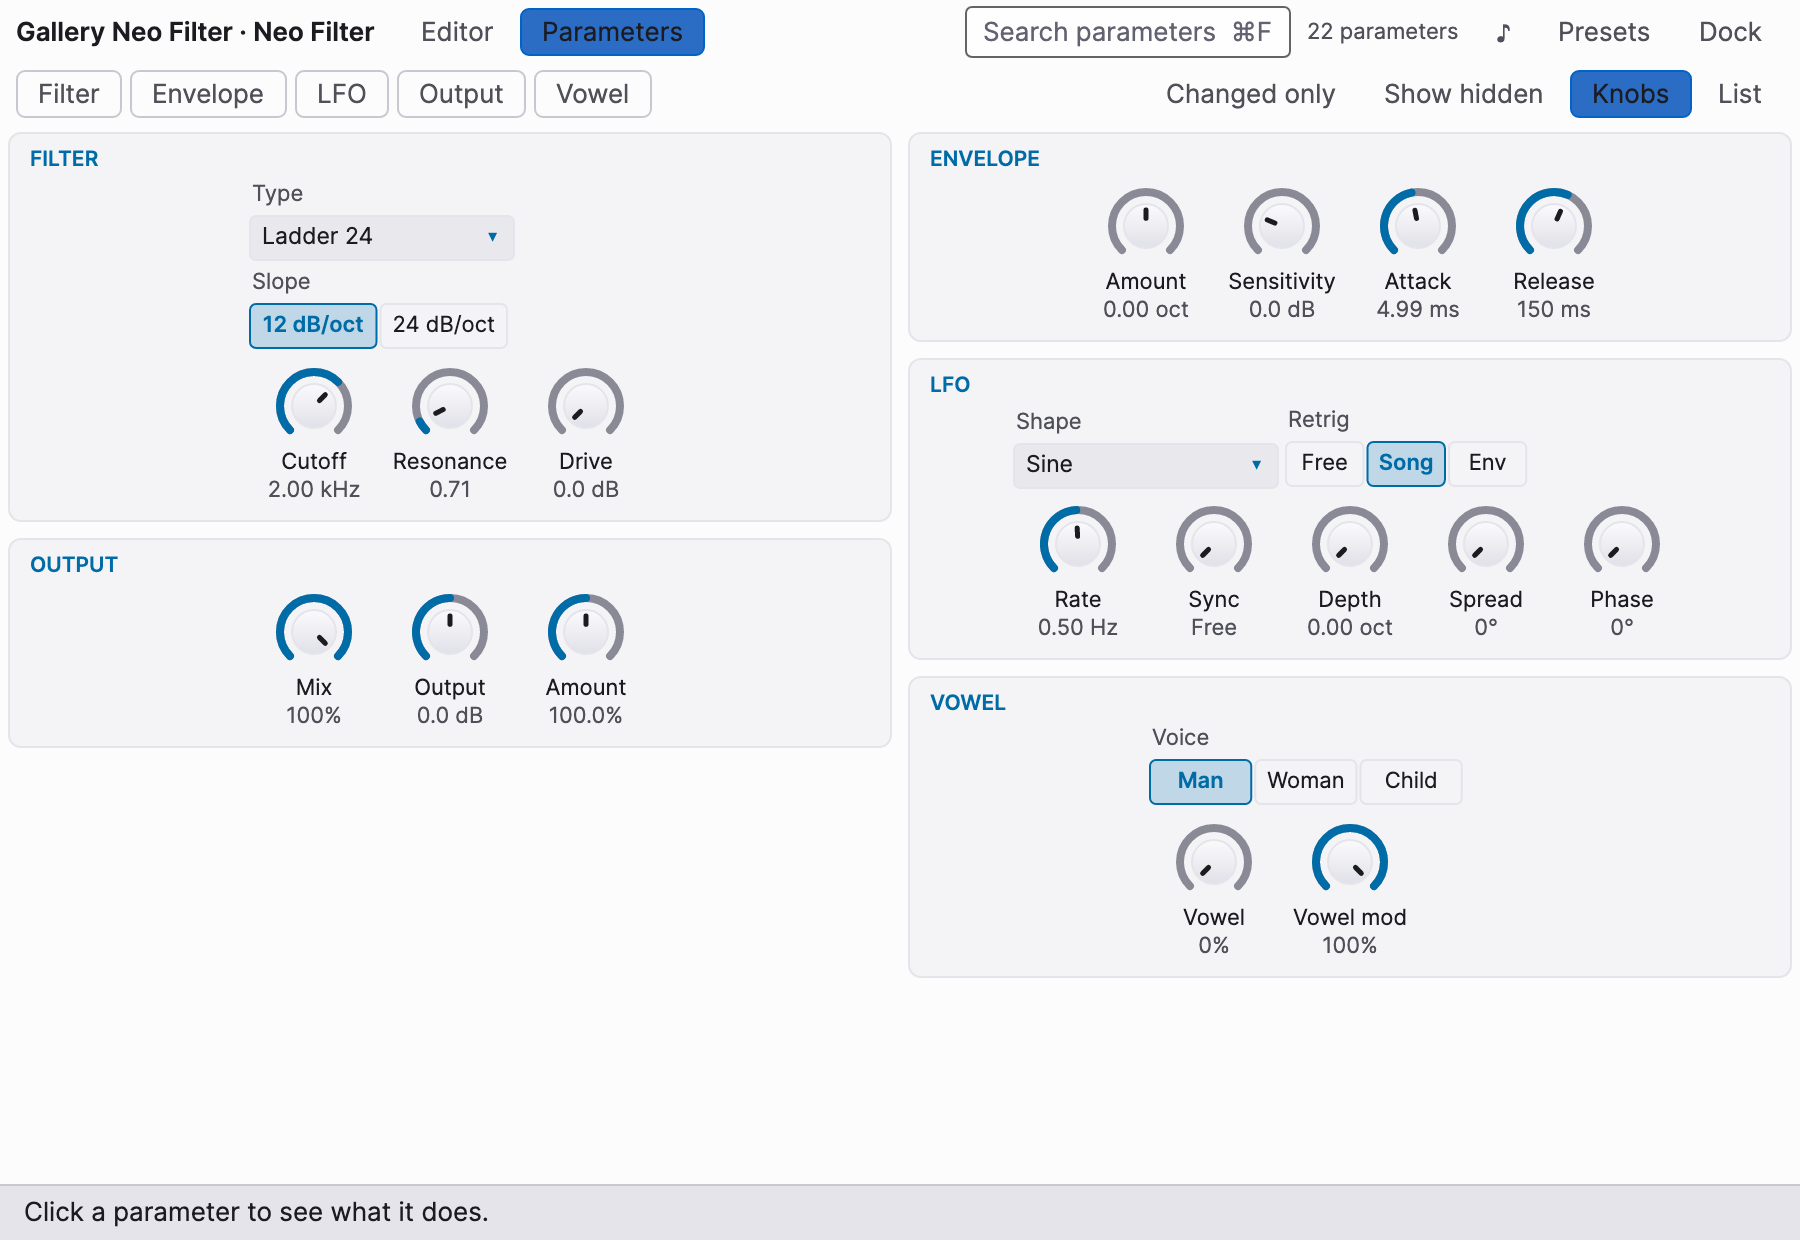 Gallery Neo Filter · Neo Filter Editor Parameters Search parameters ⌘F 22 parameters ♪ Presets Dock
Filter Envelope LFO Output Vowel Changed only Show hidden Knobs List
FILTER
Type
Ladder 24
Slope
12 dB/oct 24 dB/oct
Cutoff Resonance Drive
2.00 kHz 0.71 0.0 dB
OUTPUT
Mix Output Amount
100% 0.0 dB 100.0%
ENVELOPE
Amount Sensitivity Attack Release
0.00 oct 0.0 dB 4.99 ms 150 ms
LFO
Shape Retrig
Sine Free Song Env
Rate Sync Depth Spread Phase
0.50 Hz Free 0.00 oct 0° 0°
VOWEL
Voice
Man Woman Child
Vowel Vowel mod
0% 100%
Click a parameter to see what it does.